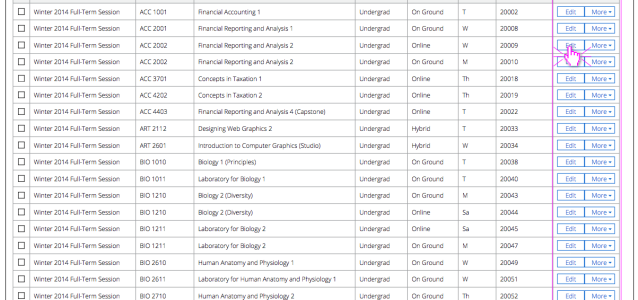 Winter 2014 Full-Term Session ACC 1001 Financial Accounting 1 Undergrad On Ground T 20002 Edit More
Winter 2014 Full-Term Session ACC 2001 Financial Reporting and Analysis 1 Undergrad On Ground W 20008 Edit More
Winter 2014 Full-Term Session ACC 2002 Financial Reporting and Analysis 2 Undergrad Online W 20009 Edit More
Winter 2014 Full-Term Session ACC 2002 Financial Reporting and Analysis 2 Undergrad On Ground M 20010 Edit More
Winter 2014 Full-Term Session ACC 3701 Concepts in Taxation 1 Undergrad Online Th 20018 Edit More
Winter 2014 Full-Term Session ACC 4202 Concepts in Taxation 2 Undergrad Online Th 20019 Edit More
Winter 2014 Full-Term Session ACC 4403 Financial Reporting and Analysis 4 (Capstone) Undergrad Online T 20022 Edit More
Winter 2014 Full-Term Session ART 2112 Designing Web Graphics 2 Undergrad Hybrid T 20033 Edit More
Winter 2014 Full-Term Session ART 2601 Introduction to Computer Graphics (Studio) Undergrad Hybrid W 20034 Edit More
Winter 2014 Full-Term Session BIO 1010 Biology 1 (Principles) Undergrad On Ground T 20038 Edit More
Winter 2014 Full-Term Session BIO 1011 Laboratory for Biology 1 Undergrad On Ground T 20040 Edit More
Winter 2014 Full-Term Session BIO 1210 Biology 2 (Diversity) Undergrad On Ground M 20043 Edit More
Winter 2014 Full-Term Session BIO 1210 Biology 2 (Diversity) Undergrad Online Sa 20044 Edit More
Winter 2014 Full-Term Session BIO 1211 Laboratory for Biology 2 Undergrad Online Sa 20045 Edit More
Winter 2014 Full-Term Session BIO 1211 Laboratory for Biology 2 Undergrad On Ground M 20047 Edit More
Winter 2014 Full-Term Session BIO 2610 Human Anatomy and Physiology 1 Undergrad On Ground W 20049 Edit More
Winter 2014 Full-Term Session BIO 2611 Laboratory for Human Anatomy and Physiology 1 Undergrad On Ground W 20051 Edit More
Winter 2014 Full-Term Session BIO 2710 Human Anatomy and Physiology 2 Undergrad On Ground Th 20052 Edit More